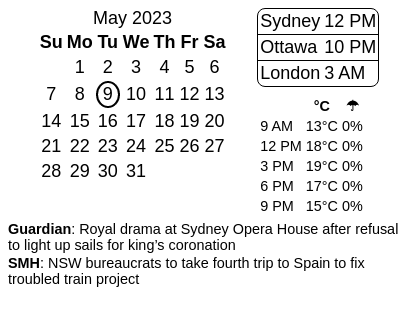 May 2023
Su Mo Tu We Th Fr Sa
1 2 3 4 5 6
7 8 9 10 11 12 13
14 15 16 17 18 19 20
21 22 23 24 25 26 27
28 29 30 31
Sydney 12 PM
Ottawa 10 PM
London 3 AM
°C ☂
9 AM 13°C 0%
12 PM 18°C 0%
3 PM 19°C 0%
6 PM 17°C 0%
9 PM 15°C 0%
Guardian: Royal drama at Sydney Opera House after refusal
to light up sails for king’s coronation
SMH: NSW bureaucrats to take fourth trip to Spain to fix
troubled train project